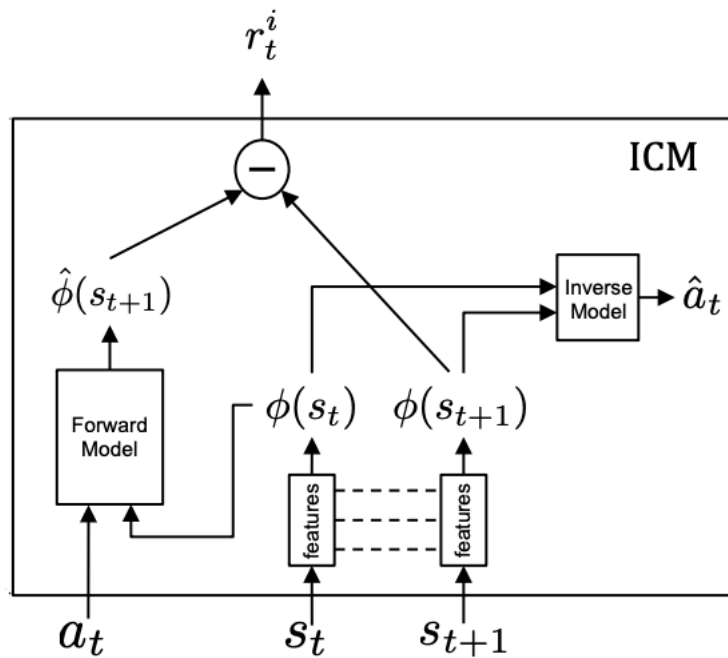 r_t^i
ICM
−
ϕ̂(s_{t+1})
Inverse
Model
â_t
Forward
Model
ϕ(s_t)
ϕ(s_{t+1})
features
features
a_t
s_t
s_{t+1}